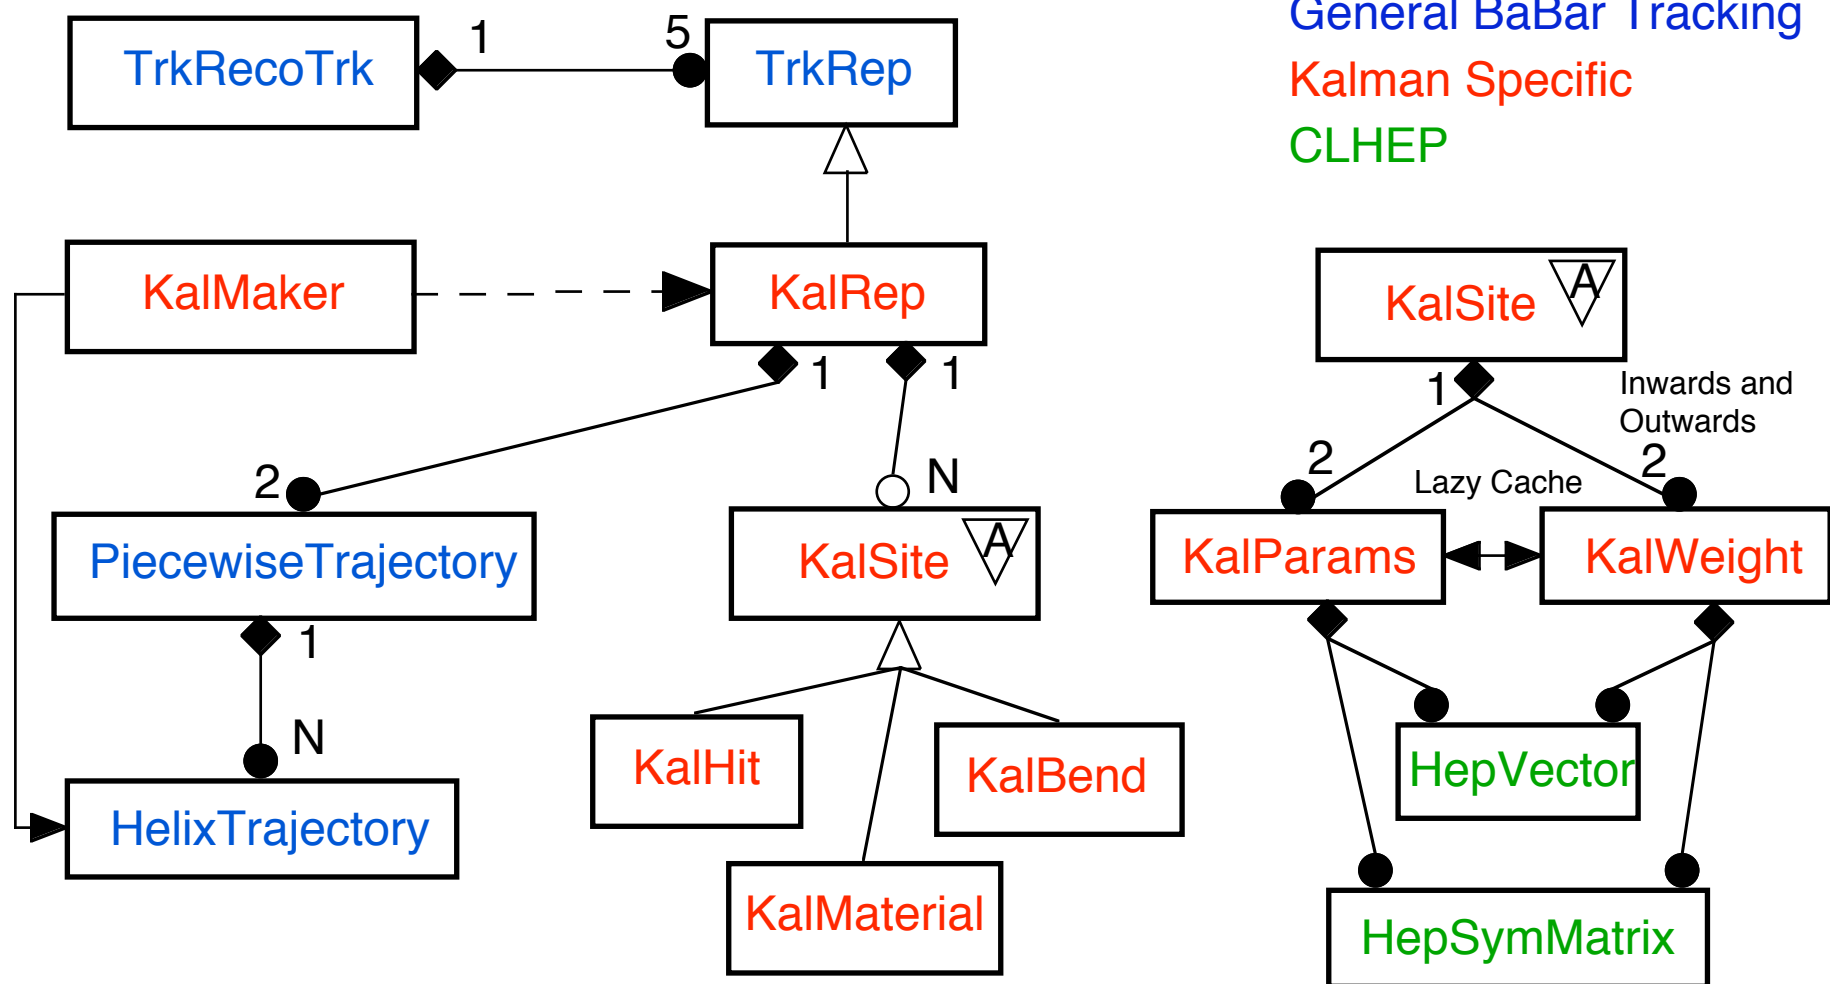 General BaBar Tracking
Kalman Specific
CLHEP
TrkRecoTrk
1
5
TrkRep
KalMaker
KalRep
1
1
2
N
PiecewiseTrajectory
KalSite
A
1
N
HelixTrajectory
KalHit
KalBend
KalMaterial
KalSite
A
1
Inwards and
Outwards
2
2
Lazy Cache
KalParams
KalWeight
HepVector
HepSymMatrix